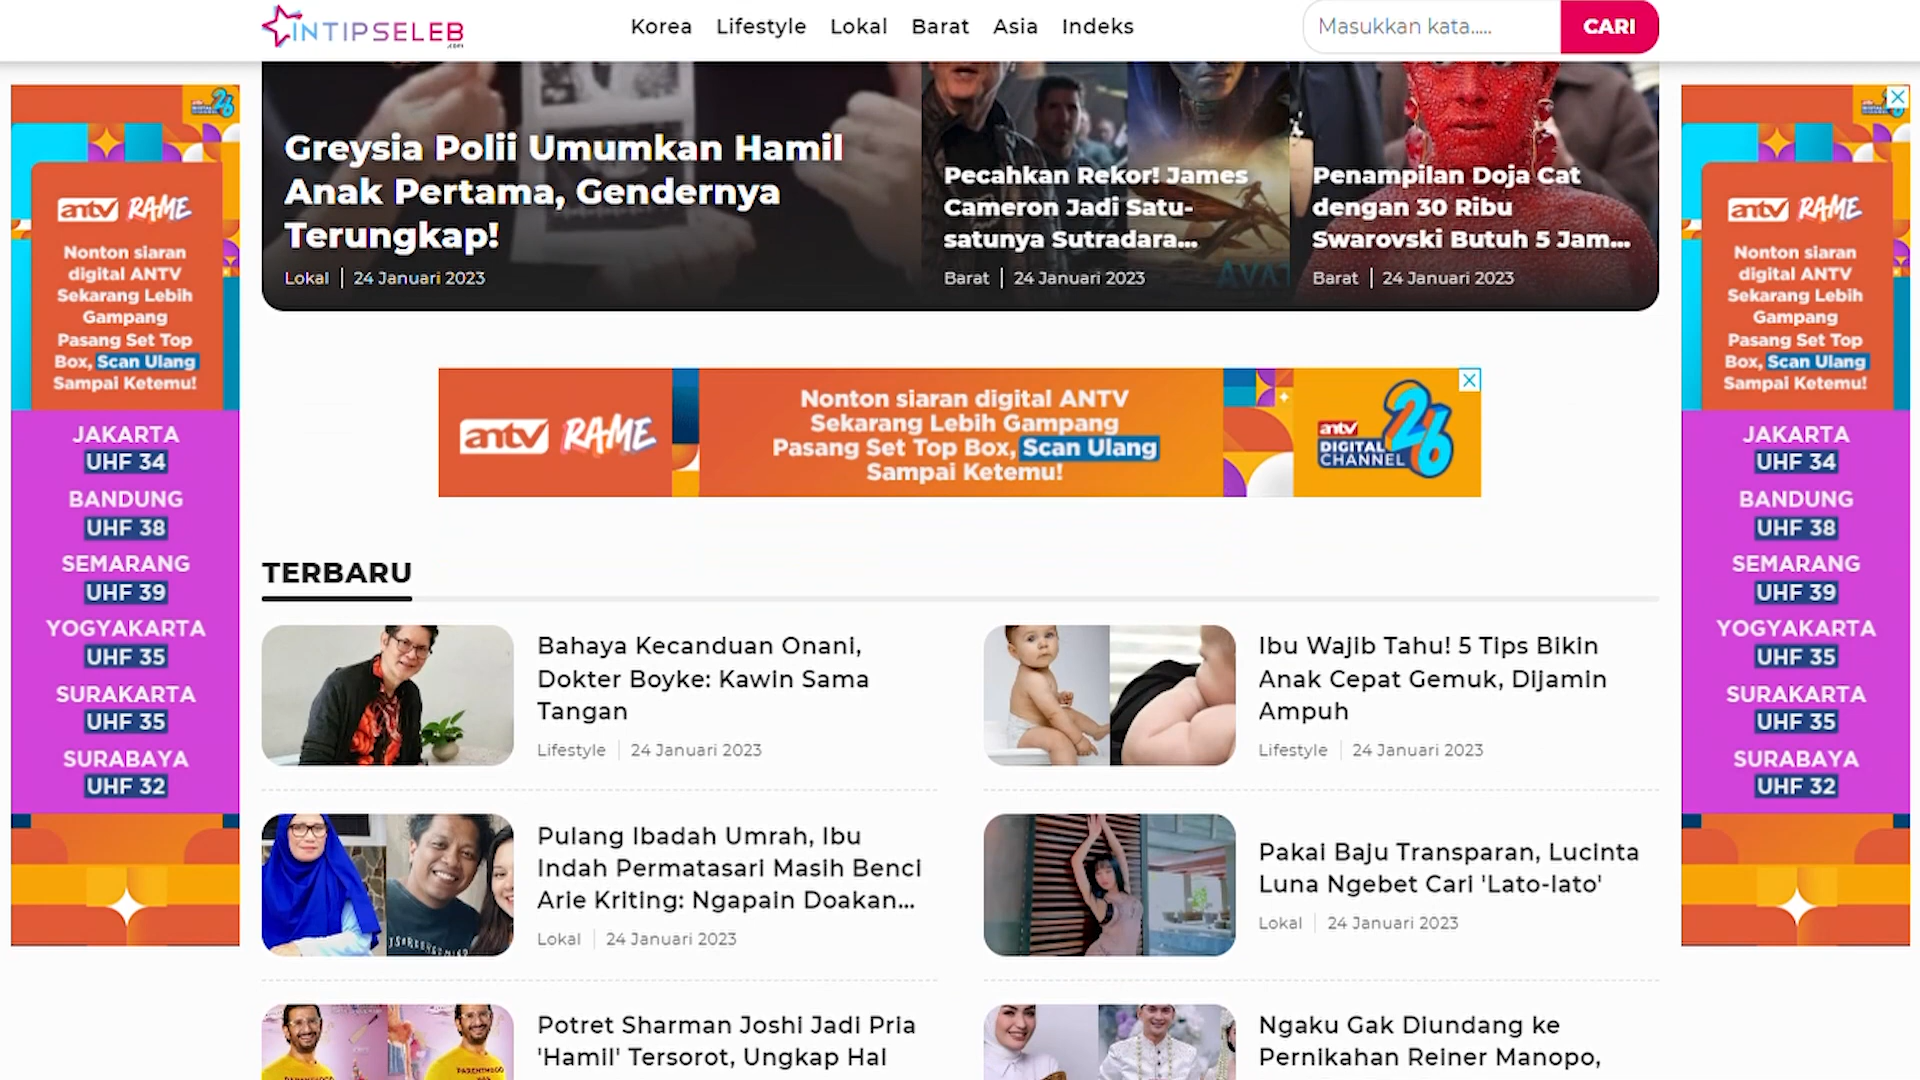 INTIPSELEB
.com
Korea Lifestyle Lokal Barat Asia Indeks
Masukkan kata.....
CARI
Greysia Polii Umumkan Hamil
Anak Pertama, Gendernya
Terungkap!
Lokal | 24 Januari 2023
Pecahkan Rekor! James
Cameron Jadi Satu-
satunya Sutradara...
Barat | 24 Januari 2023
Penampilan Doja Cat
dengan 30 Ribu
Swarovski Butuh 5 Jam...
Barat | 24 Januari 2023
antv RAME
Nonton siaran
digital ANTV
Sekarang Lebih
Gampang
Pasang Set Top
Box, Scan Ulang
Sampai Ketemu!
JAKARTA
UHF 34
BANDUNG
UHF 38
SEMARANG
UHF 39
YOGYAKARTA
UHF 35
SURAKARTA
UHF 35
SURABAYA
UHF 32
antv RAME
Nonton siaran digital ANTV
Sekarang Lebih Gampang
Pasang Set Top Box, Scan Ulang
Sampai Ketemu!
antv
DIGITAL
CHANNEL 26
TERBARU
Bahaya Kecanduan Onani,
Dokter Boyke: Kawin Sama
Tangan
Lifestyle | 24 Januari 2023
Ibu Wajib Tahu! 5 Tips Bikin
Anak Cepat Gemuk, Dijamin
Ampuh
Lifestyle | 24 Januari 2023
Pulang Ibadah Umrah, Ibu
Indah Permatasari Masih Benci
Arie Kriting: Ngapain Doakan...
Lokal | 24 Januari 2023
Pakai Baju Transparan, Lucinta
Luna Ngebet Cari 'Lato-lato'
Lokal | 24 Januari 2023
Potret Sharman Joshi Jadi Pria
'Hamil' Tersorot, Ungkap Hal
Ngaku Gak Diundang ke
Pernikahan Reiner Manopo,
antv RAME
Nonton siaran
digital ANTV
Sekarang Lebih
Gampang
Pasang Set Top
Box, Scan Ulang
Sampai Ketemu!
JAKARTA
UHF 34
BANDUNG
UHF 38
SEMARANG
UHF 39
YOGYAKARTA
UHF 35
SURAKARTA
UHF 35
SURABAYA
UHF 32